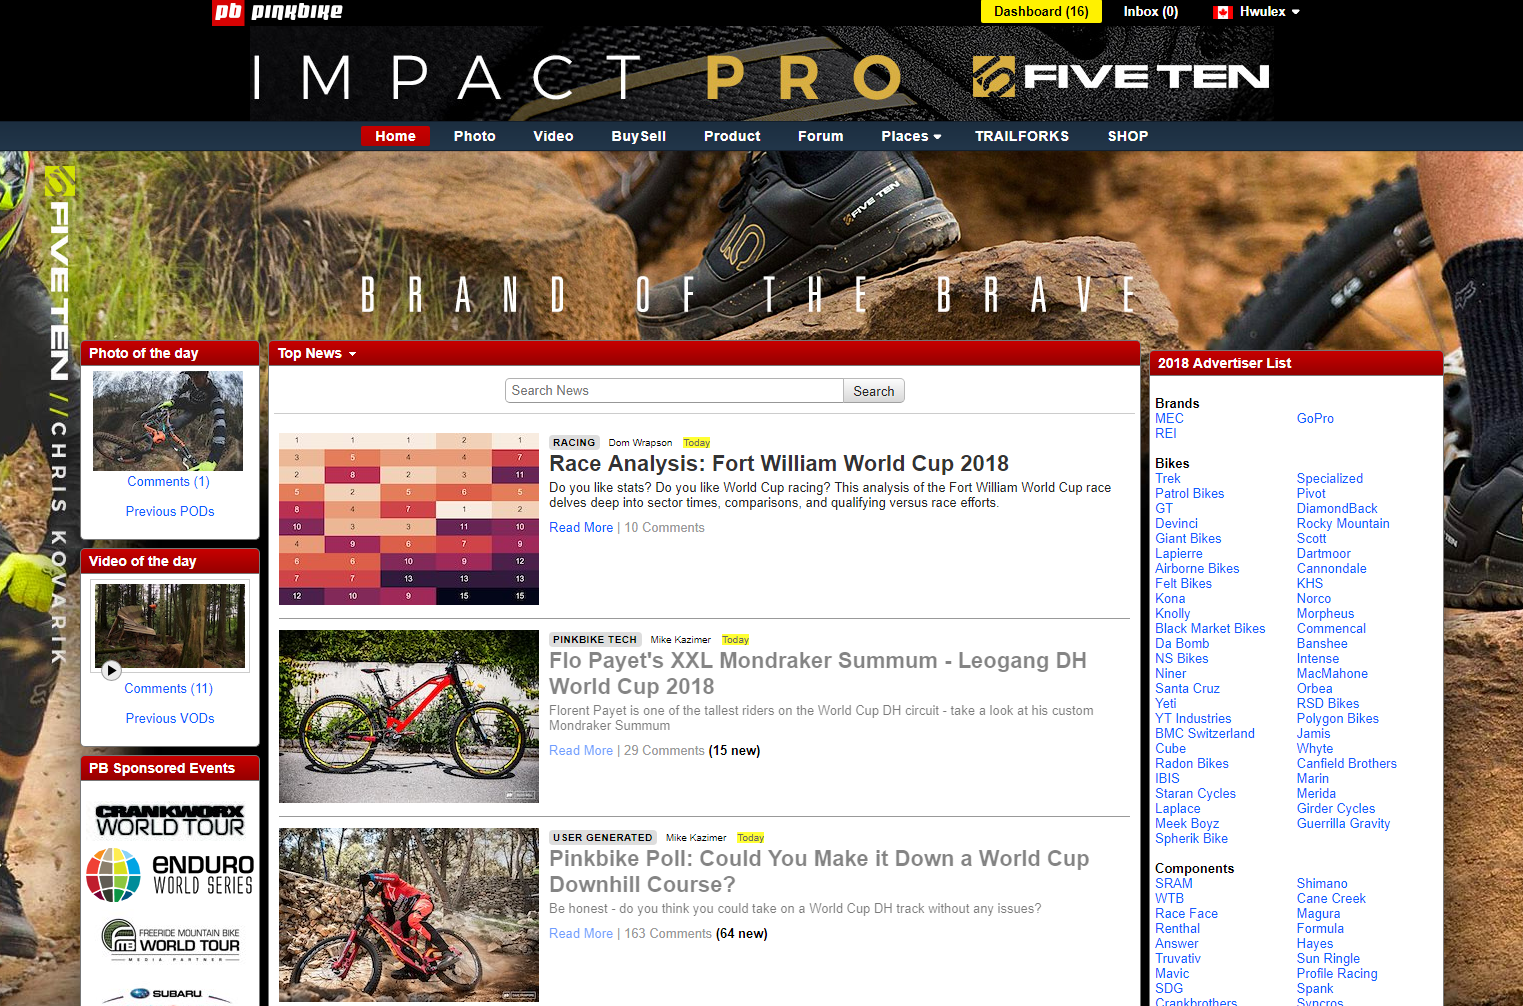 pb pinkbike
Dashboard (16)
Inbox (0)
Hwulex
IMPACT PRO
FIVE TEN
Home
Photo
Video
BuySell
Product
Forum
Places
TRAILFORKS
SHOP
FIVE TEN
BRAND OF THE BRAVE
FIVE TEN // CHRIS KOVARIK
Photo of the day
Comments (1)
Previous PODs
Video of the day
Comments (11)
Previous VODs
PB Sponsored Events
CRANKWORX
WORLD TOUR
ENDURO
WORLD SERIES
FREERIDE MOUNTAIN BIKE
WORLD TOUR
MEDIA PARTNER
SUBARU
Top News
Search News
Search
1 1 1 2 1
3 5 4 4 7
2 8 2 3 11
5 2 5 6 5
8 4 7 1 2
10 3 3 11 10
4 9 6 7 9
6 6 10 9 12
7 7 13 13 13
12 10 9 15 15
RACING Dom Wrapson Today
Race Analysis: Fort William World Cup 2018
Do you like stats? Do you like World Cup racing? This analysis of the Fort William World Cup race
delves deep into sector times, comparisons, and qualifying versus race efforts.
Read More | 10 Comments
PINKBIKE TECH Mike Kazimer Today
Flo Payet's XXL Mondraker Summum - Leogang DH
World Cup 2018
Florent Payet is one of the tallest riders on the World Cup DH circuit - take a look at his custom
Mondraker Summum
Read More | 29 Comments (15 new)
USER GENERATED Mike Kazimer Today
Pinkbike Poll: Could You Make it Down a World Cup
Downhill Course?
Be honest - do you think you could take on a World Cup DH track without any issues?
Read More | 163 Comments (64 new)
2018 Advertiser List
Brands
MEC GoPro
REI
Bikes
Trek Specialized
Patrol Bikes Pivot
GT DiamondBack
Devinci Rocky Mountain
Giant Bikes Scott
Lapierre Dartmoor
Airborne Bikes Cannondale
Felt Bikes KHS
Kona Norco
Knolly Morpheus
Black Market Bikes Commencal
Da Bomb Banshee
NS Bikes Intense
Niner MacMahone
Santa Cruz Orbea
Yeti RSD Bikes
YT Industries Polygon Bikes
BMC Switzerland Jamis
Cube Whyte
Radon Bikes Canfield Brothers
IBIS Marin
Staran Cycles Merida
Laplace Girder Cycles
Meek Boyz Guerrilla Gravity
Spherik Bike
Components
SRAM Shimano
WTB Cane Creek
Race Face Magura
Renthal Formula
Answer Hayes
Truvativ Sun Ringle
Mavic Profile Racing
SDG Spank
Crankbrothers Syncros